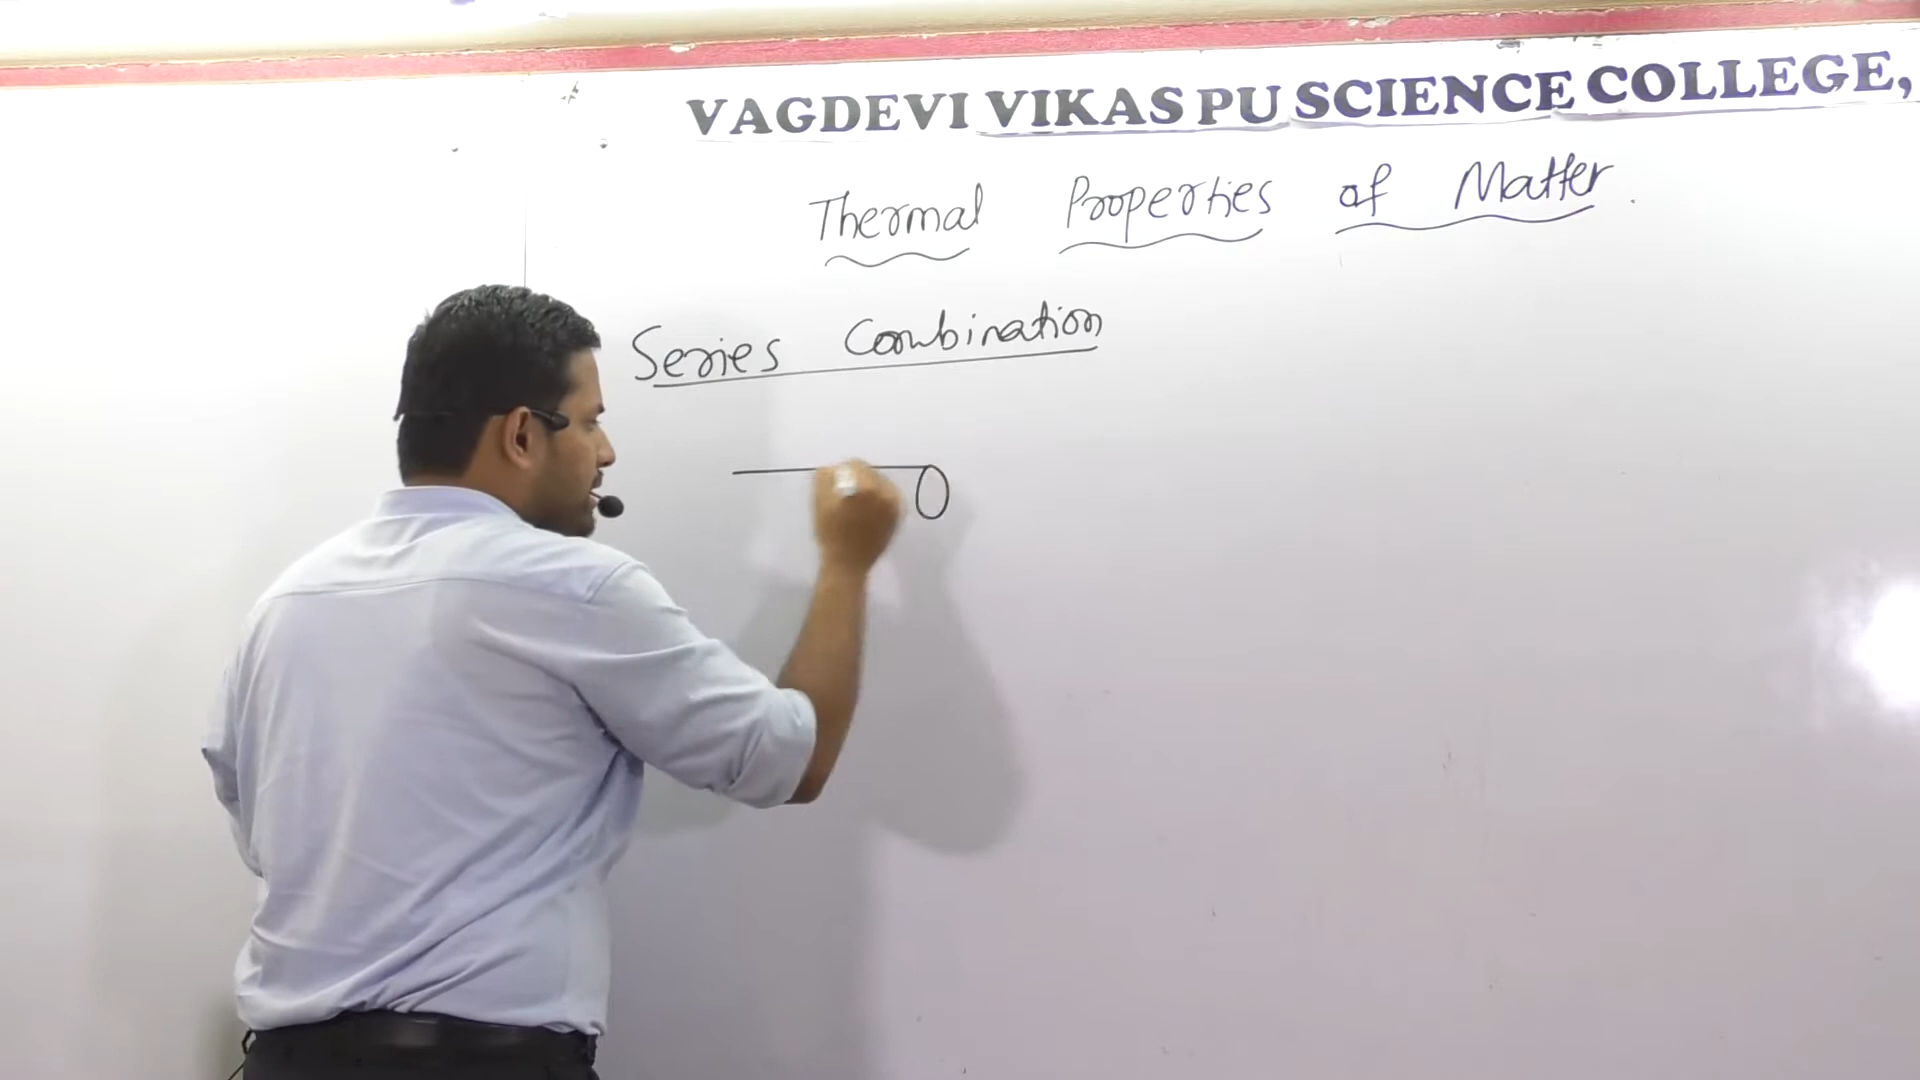 VAGDEVI VIKAS PU SCIENCE COLLEGE,
Thermal Properties of Matter.
Series Combination